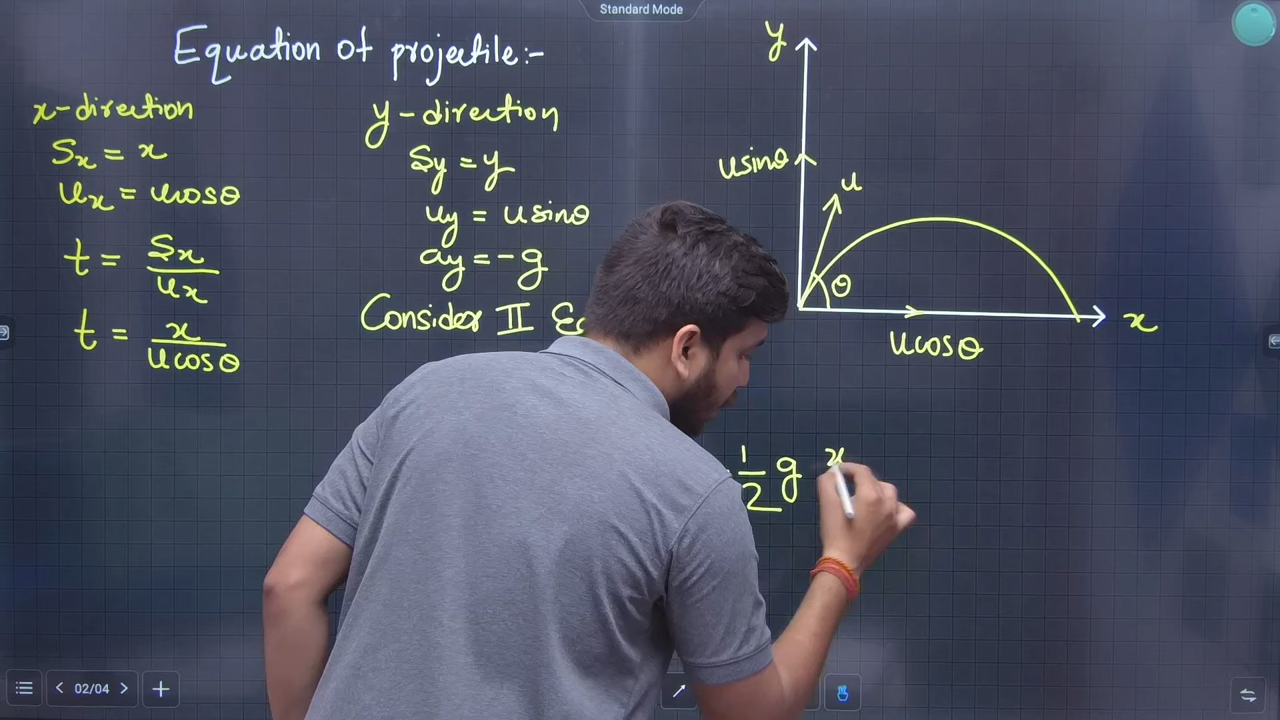 Standard Mode
Equation of projectile:-
x-direction
Sx = x
ux = ucosθ
t = Sx/ux
t = x/ucosθ
y-direction
Sy = y
uy = usinθ
ay = -g
Consider II
1/2 g x
y
usinθ
u
θ
x
ucosθ
02/04